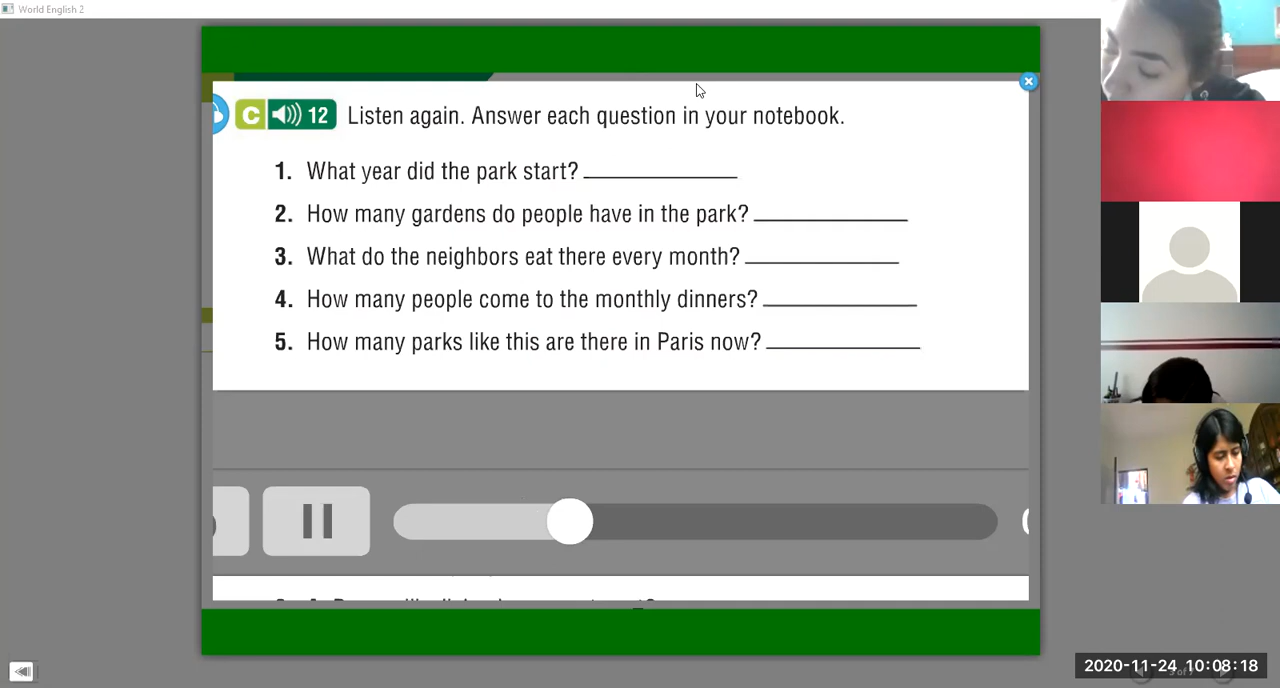 World English 2
C 12 Listen again. Answer each question in your notebook.
1. What year did the park start?
2. How many gardens do people have in the park?
3. What do the neighbors eat there every month?
4. How many people come to the monthly dinners?
5. How many parks like this are there in Paris now?
2020-11-24 10:08:18